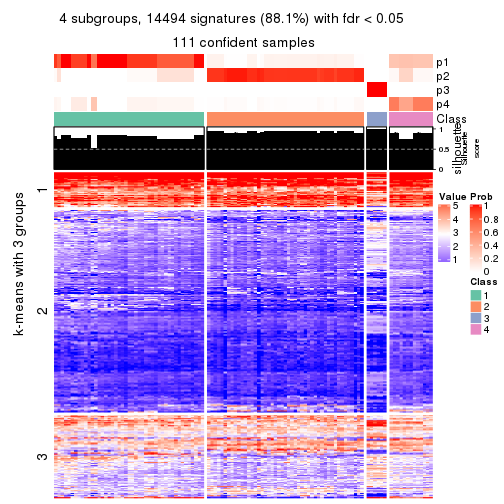 4 subgroups, 14494 signatures (88.1%) with fdr < 0.05
111 confident samples
p1
p2
p3
p4
Class
1
0.5
0
silhouette
Silhouette
score
k-means with 3 groups
1
2
3
Value
5
4
3
2
1
Prob
1
0.8
0.6
0.4
0.2
0
Class
1
2
3
4